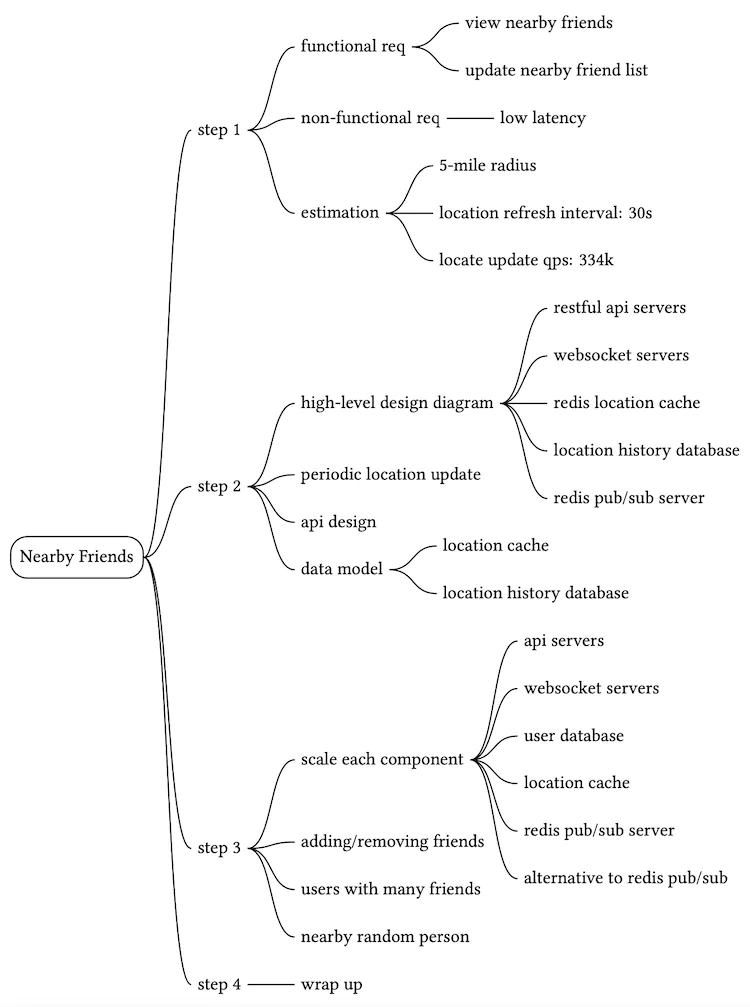 Nearby Friends
step 1
functional req
view nearby friends
update nearby friend list
non-functional req
low latency
estimation
5-mile radius
location refresh interval: 30s
locate update qps: 334k
step 2
high-level design diagram
restful api servers
websocket servers
redis location cache
location history database
redis pub/sub server
periodic location update
api design
data model
location cache
location history database
step 3
scale each component
api servers
websocket servers
user database
location cache
redis pub/sub server
alternative to redis pub/sub
adding/removing friends
users with many friends
nearby random person
step 4
wrap up